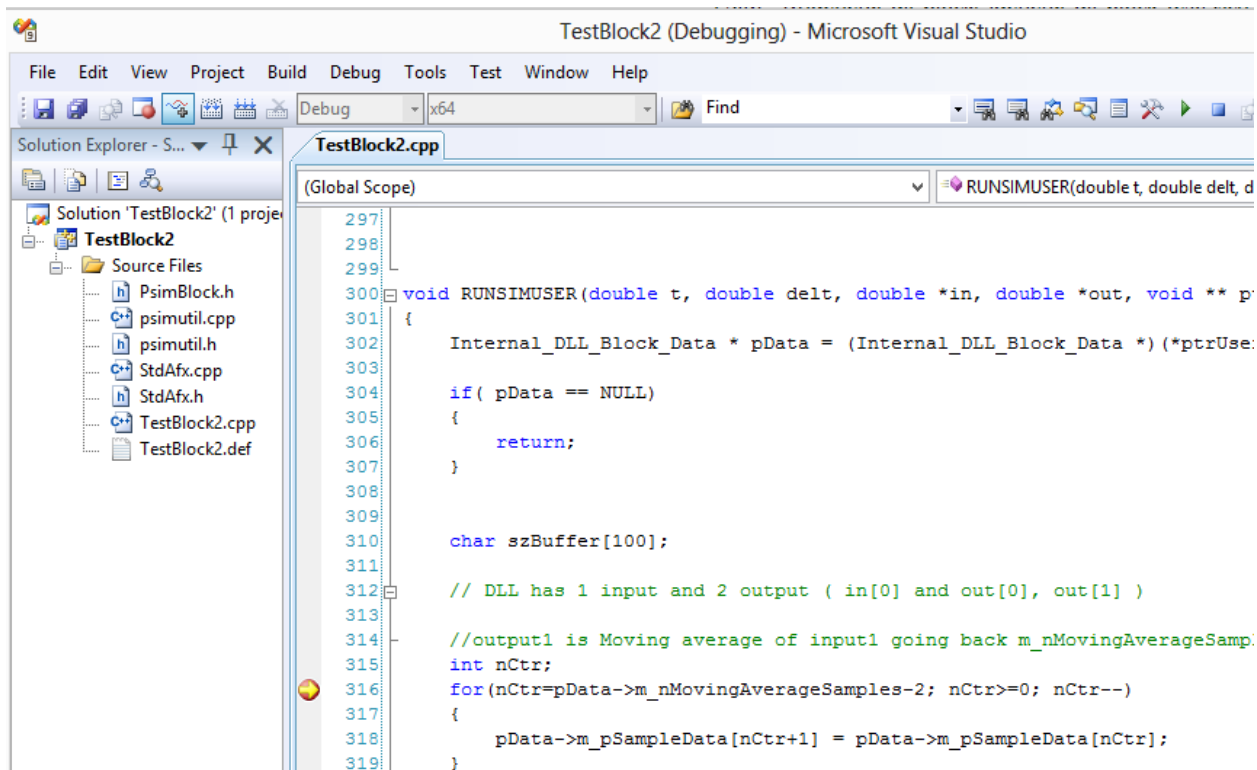 TestBlock2 (Debugging) - Microsoft Visual Studio
File Edit View Project Build Debug Tools Test Window Help
Debug x64 Find
Solution Explorer - S...
TestBlock2.cpp
(Global Scope) RUNSIMUSER(double t, double delt, d
Solution 'TestBlock2' (1 proje
TestBlock2
Source Files
PsimBlock.h
psimutil.cpp
psimutil.h
StdAfx.cpp
StdAfx.h
TestBlock2.cpp
TestBlock2.def
297
298
299
300 void RUNSIMUSER(double t, double delt, double *in, double *out, void ** p
301 {
302 Internal_DLL_Block_Data * pData = (Internal_DLL_Block_Data *)(*ptrUse
303
304 if( pData == NULL)
305 {
306 return;
307 }
308
309
310 char szBuffer[100];
311
312 // DLL has 1 input and 2 output ( in[0] and out[0], out[1] )
313
314 //output1 is Moving average of input1 going back m_nMovingAverageSamp
315 int nCtr;
316 for(nCtr=pData->m_nMovingAverageSamples-2; nCtr>=0; nCtr--)
317 {
318 pData->m_pSampleData[nCtr+1] = pData->m_pSampleData[nCtr];
319 }